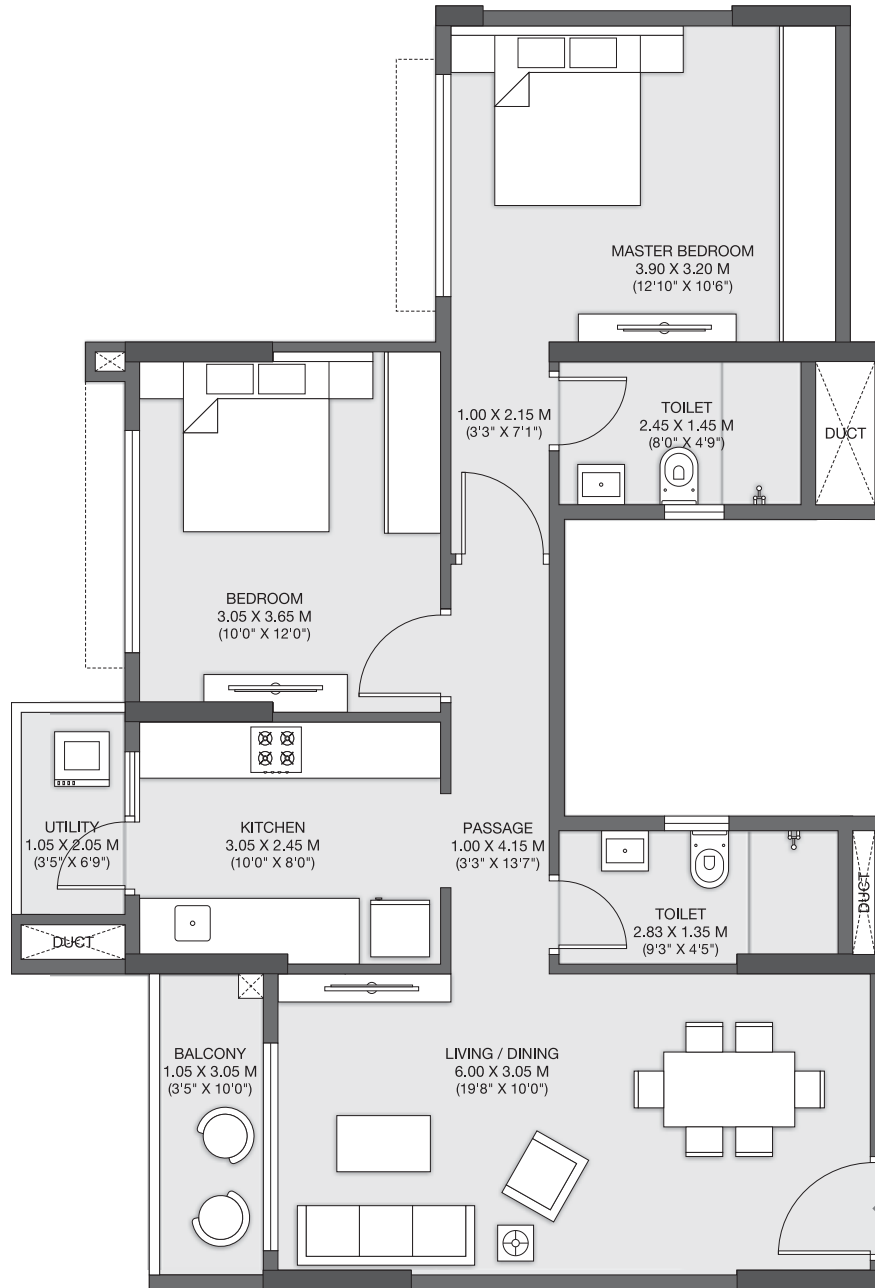 MASTER BEDROOM
3.90 X 3.20 M
(12'10" X 10'6")
1.00 X 2.15 M
(3'3" X 7'1")
TOILET
2.45 X 1.45 M
(8'0" X 4'9")
DUCT
BEDROOM
3.05 X 3.65 M
(10'0" X 12'0")
UTILITY
1.05 X 2.05 M
(3'5" X 6'9")
KITCHEN
3.05 X 2.45 M
(10'0" X 8'0")
PASSAGE
1.00 X 4.15 M
(3'3" X 13'7")
TOILET
2.83 X 1.35 M
(9'3" X 4'5")
DUCT
DUCT
BALCONY
1.05 X 3.05 M
(3'5" X 10'0")
LIVING / DINING
6.00 X 3.05 M
(19'8" X 10'0")